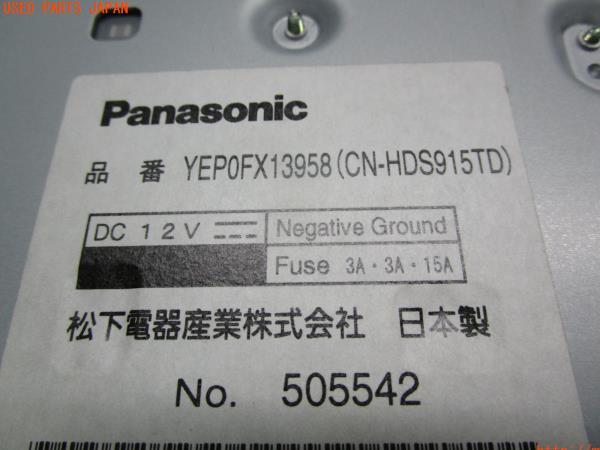 USED PARTS JAPAN
Panasonic
品 番 YEP0FX13958(CN-HDS915TD)
DC 12V Negative Ground
Fuse 3A・3A・15A
松下電器産業株式会社 日本製
No. 505542